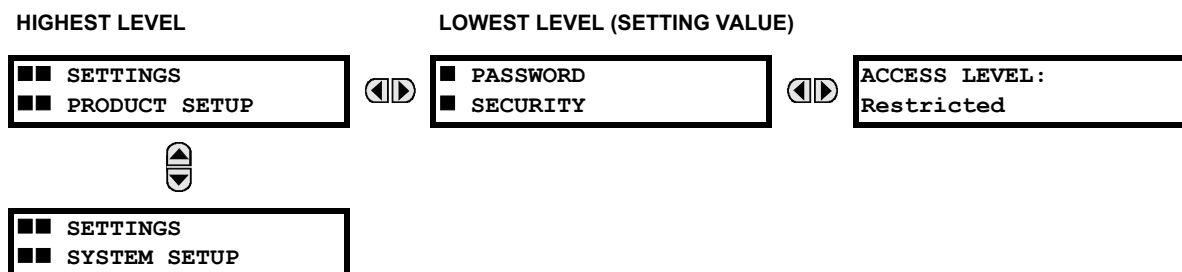 HIGHEST LEVEL
LOWEST LEVEL (SETTING VALUE)
■■ SETTINGS
■■ PRODUCT SETUP
■ PASSWORD
■ SECURITY
ACCESS LEVEL:
Restricted
■■ SETTINGS
■■ SYSTEM SETUP